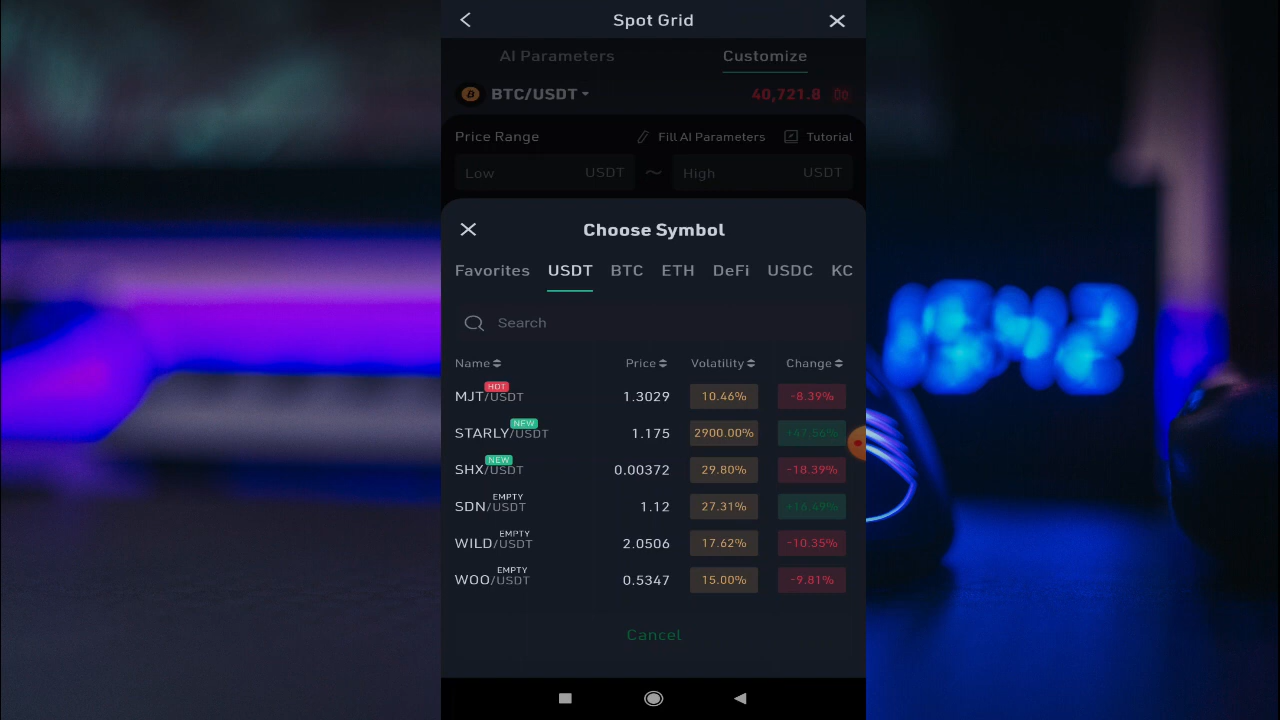 Spot Grid
AI Parameters Customize
BTC/USDT 40,721.8
Price Range Fill AI Parameters Tutorial
Low USDT ~ High USDT
Choose Symbol
Favorites USDT BTC ETH DeFi USDC KC
Search
Name Price Volatility Change
HOT
MJT/USDT 1.3029 10.46% -8.39%
NEW
STARLY/USDT 1.175 2900.00% +47.56%
NEW
SHX/USDT 0.00372 29.80% -18.39%
EMPTY
SDN/USDT 1.12 27.31% +16.49%
EMPTY
WILD/USDT 2.0506 17.62% -10.35%
EMPTY
WOO/USDT 0.5347 15.00% -9.81%
Cancel